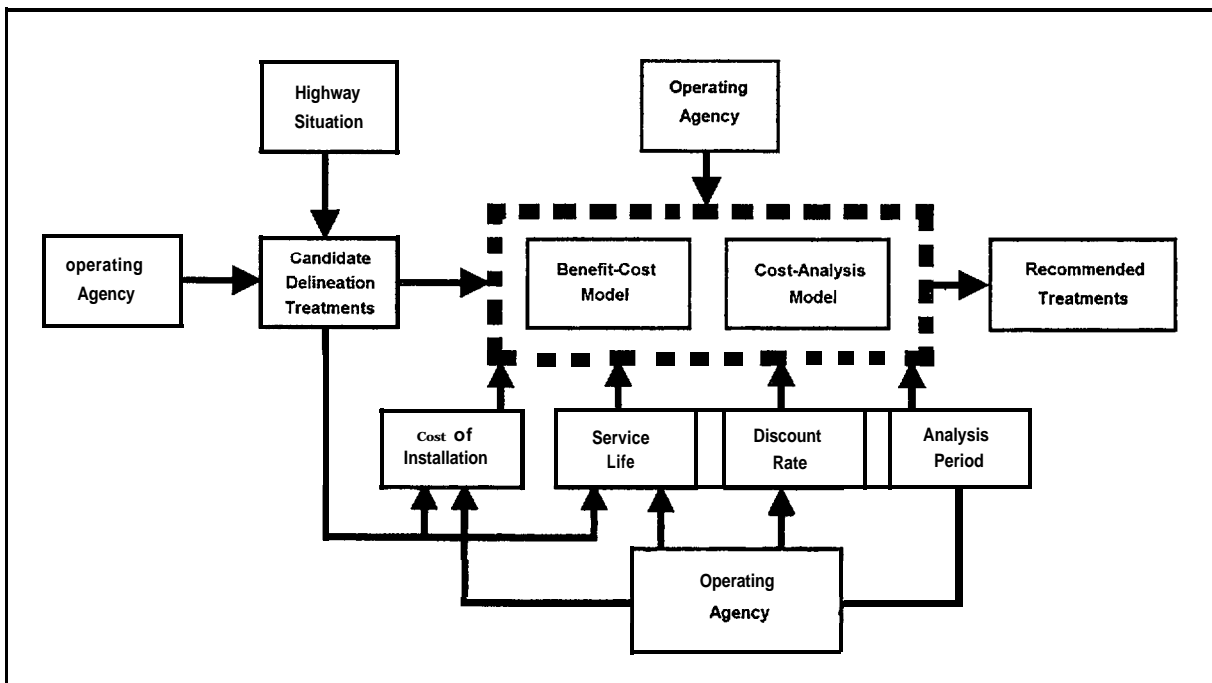 Highway
Situation
Operating
Agency
operating
Agency
Candidate
Delineation
Treatments
Benefit-Cost
Model
Cost-Analysis
Model
Recommended
Treatments
Cost of
Installation
Service
Life
Discount
Rate
Analysis
Period
Operating
Agency